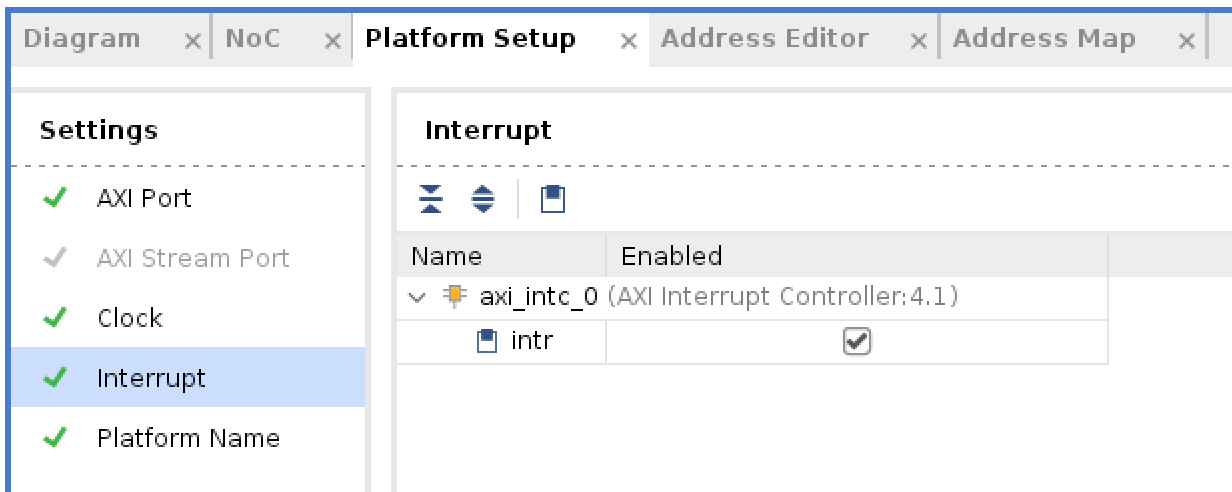 Diagram × NoC × Platform Setup × Address Editor × Address Map ×
Settings
AXI Port
AXI Stream Port
Clock
Interrupt
Platform Name
Interrupt
Name Enabled
axi_intc_0 (AXI Interrupt Controller:4.1)
intr